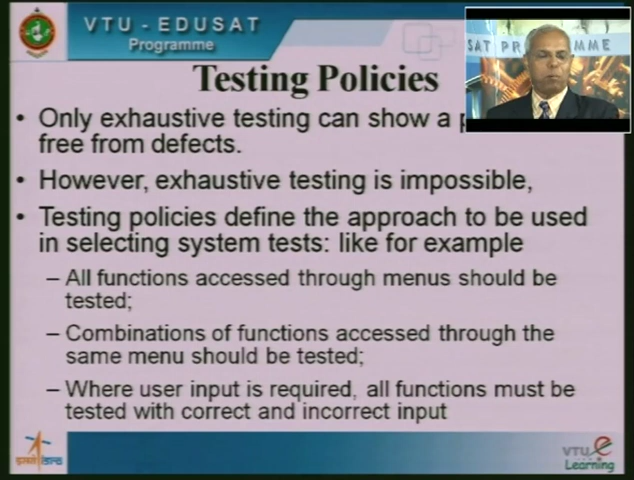 VTU - EDUSAT
Programme
SAT PR MME
Testing Policies
• Only exhaustive testing can show a
free from defects.
• However, exhaustive testing is impossible,
• Testing policies define the approach to be used
in selecting system tests: like for example
– All functions accessed through menus should be
tested;
– Combinations of functions accessed through the
same menu should be tested;
– Where user input is required, all functions must be
tested with correct and incorrect input
VTU e
Learning